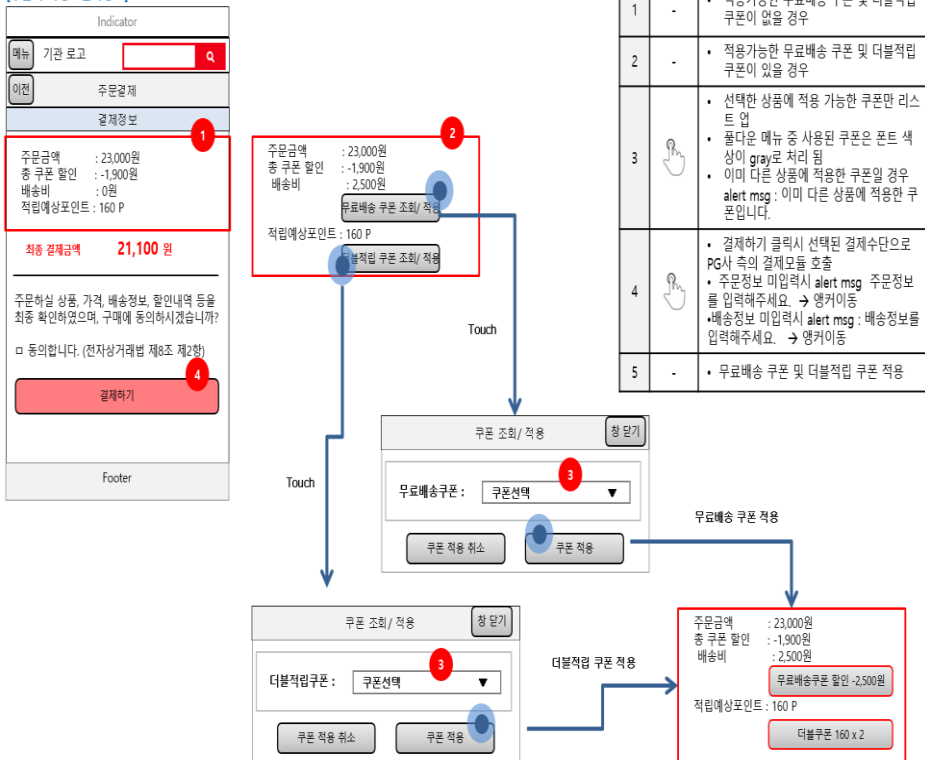 Indicator
메뉴
기관 로고
이전
주문결제
결제정보
1
주문금액 : 23,000원
총 쿠폰 할인 : -1,900원
배송비 : 0원
적립예상포인트 : 160 P
최종 결제금액 21,100 원
주문하실 상품, 가격, 배송정보, 할인내역 등을
최종 확인하였으며, 구매에 동의하시겠습니까?
ㅁ 동의합니다. (전자상거래법 제8조 제2항)
4
결제하기
Footer
2
주문금액 : 23,000원
총 쿠폰 할인 : -1,900원
배송비 : 2,500원
무료배송 쿠폰 조회/ 적용
적립예상포인트 : 160 P
더블적립 쿠폰 조회/ 적용
Touch
Touch
쿠폰 조회/ 적용
창 닫기
3
무료배송쿠폰 : 쿠폰선택 ▼
쿠폰 적용 취소
쿠폰 적용
무료배송 쿠폰 적용
쿠폰 조회/ 적용
창 닫기
3
더블적립쿠폰 : 쿠폰선택 ▼
쿠폰 적용 취소
쿠폰 적용
더블적립 쿠폰 적용
주문금액 : 23,000원
총 쿠폰 할인 : -1,900원
배송비 : 2,500원
무료배송쿠폰 할인 -2,500원
적립예상포인트 : 160 P
더블쿠폰 160 x 2
1 -
쿠폰이 없을 경우
2 - • 적용가능한 무료배송 쿠폰 및 더블적립
쿠폰이 있을 경우
3
• 선택한 상품에 적용 가능한 쿠폰만 리스
트 업
• 풀다운 메뉴 중 사용된 쿠폰은 폰트 색
상이 gray로 처리 됨
• 이미 다른 상품에 적용한 쿠폰일 경우
alert msg : 이미 다른 상품에 적용한 쿠
폰입니다.
4
• 결제하기 클릭시 선택된 결제수단으로
PG사 측의 결제모듈 호출
• 주문정보 미입력시 alert msg 주문정보
를 입력해주세요. → 앵커이동
•배송정보 미입력시 alert msg : 배송정보를
입력해주세요. → 앵커이동
5 - • 무료배송 쿠폰 및 더블적립 쿠폰 적용